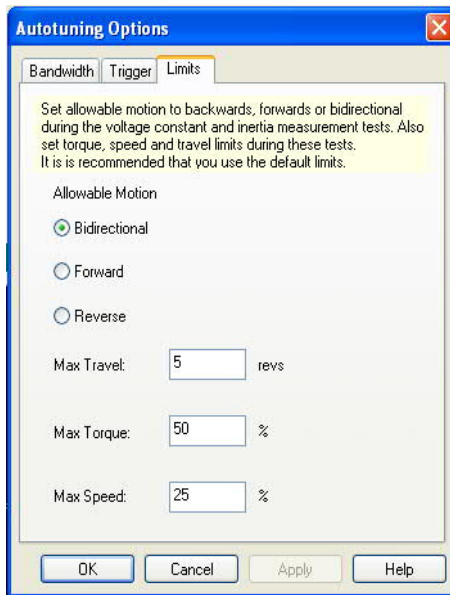 Autotuning Options
Bandwidth Trigger Limits
Set allowable motion to backwards, forwards or bidirectional
during the voltage constant and inertia measurement tests. Also
set torque, speed and travel limits during these tests.
It is is recommended that you use the default limits.
Allowable Motion
Bidirectional
Forward
Reverse
Max Travel: 5 revs
Max Torque: 50 %
Max Speed: 25 %
OK Cancel Apply Help